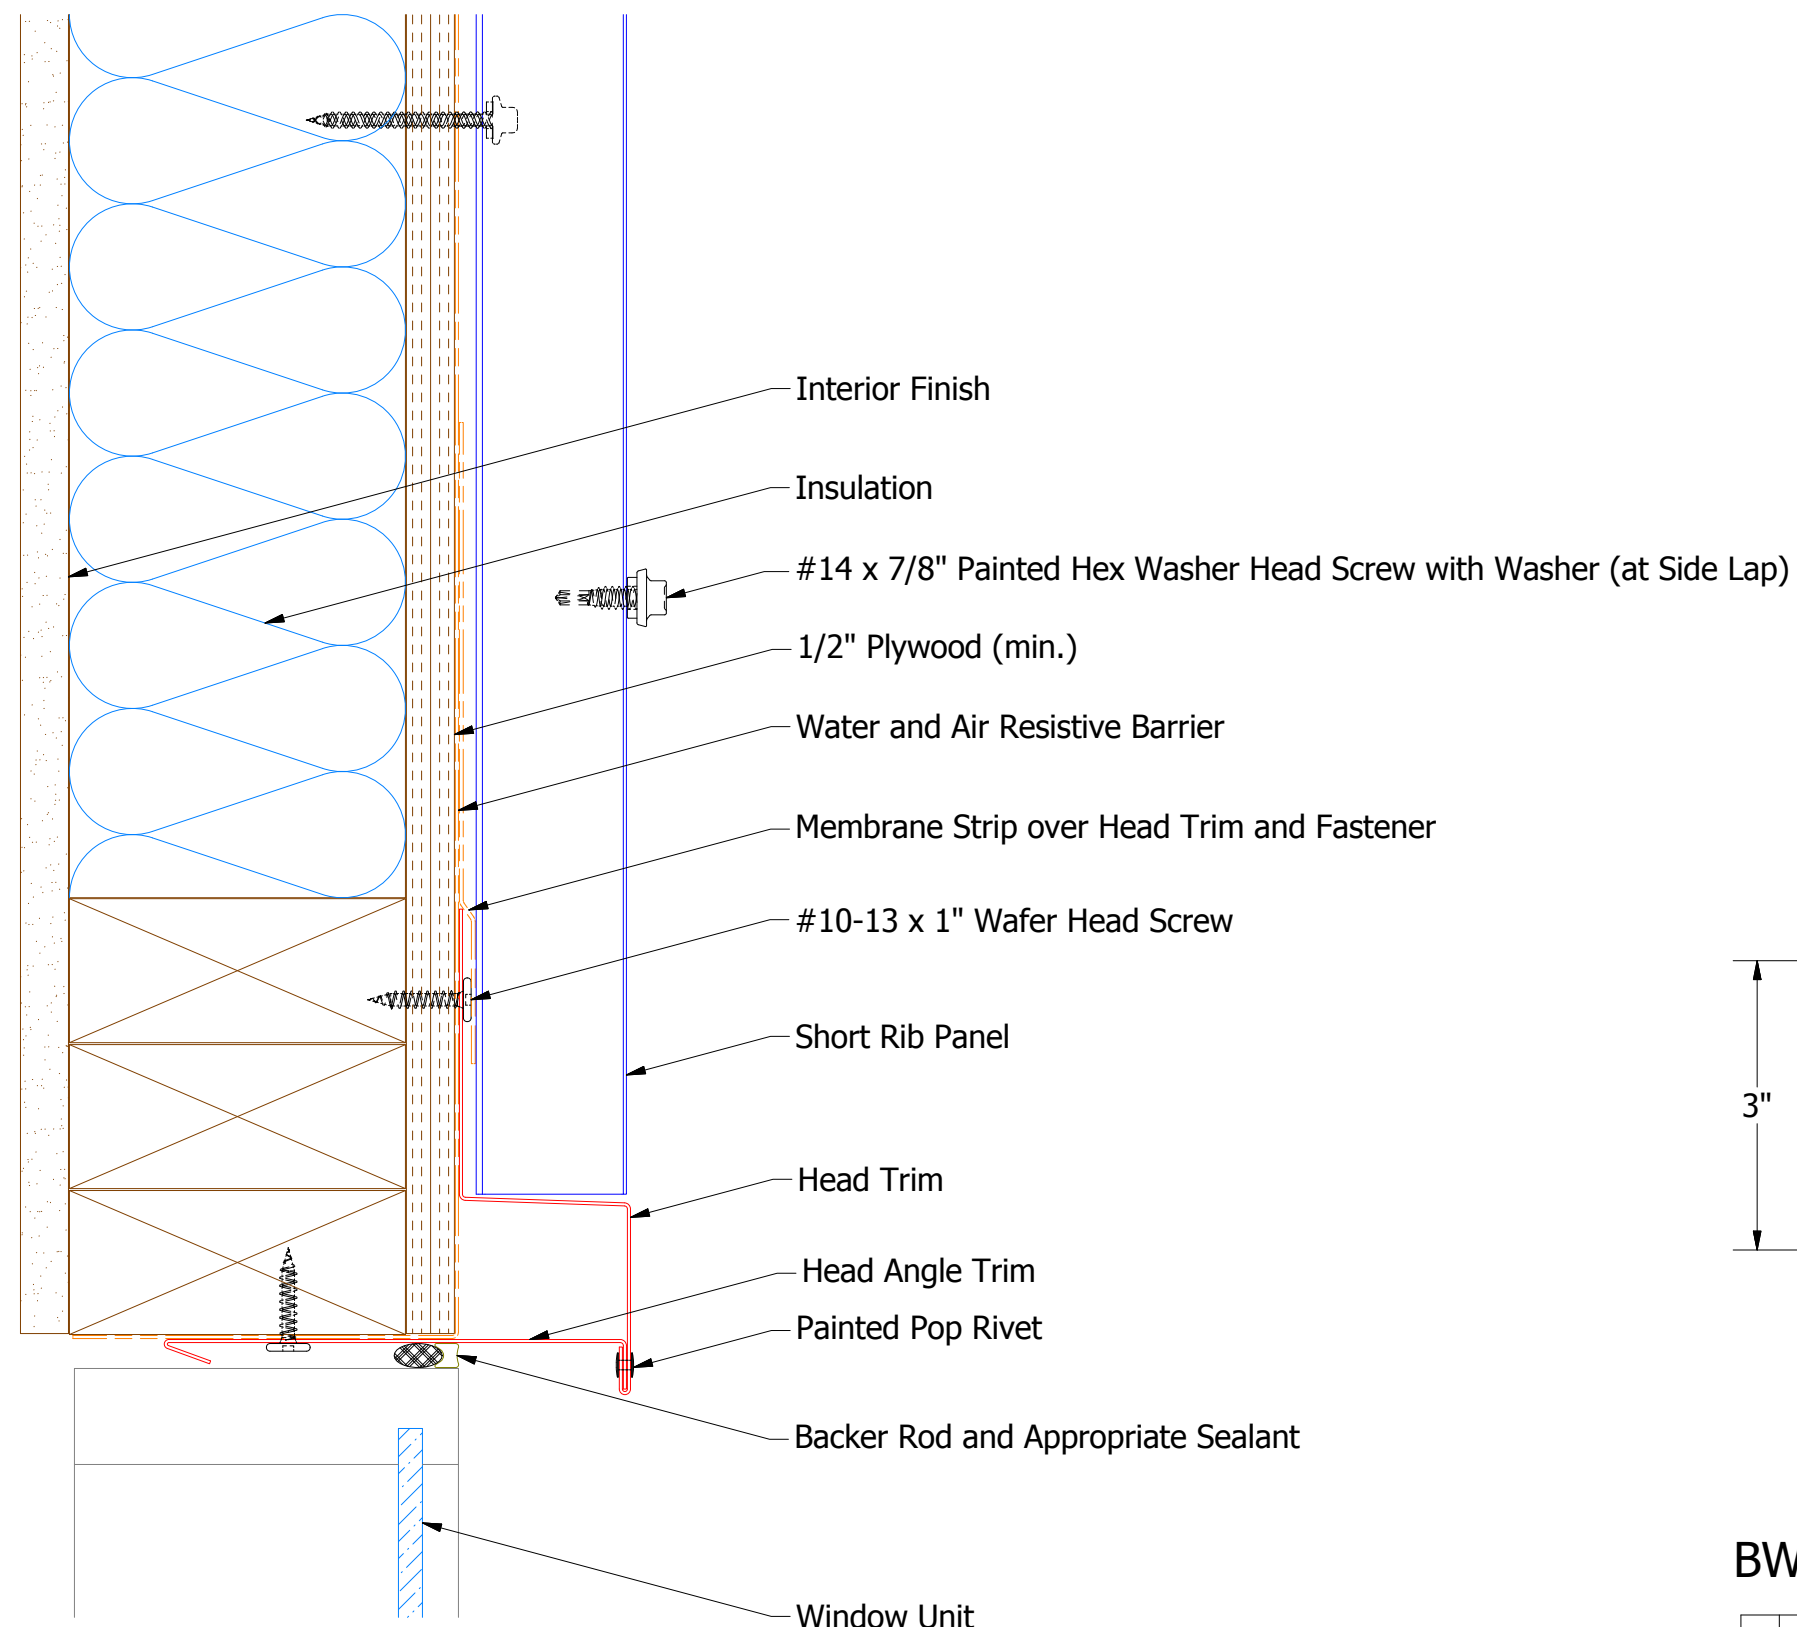 Interior Finish
Insulation
#14 x 7/8" Painted Hex Washer Head Screw with Washer (at Side Lap)
1/2" Plywood (min.)
Water and Air Resistive Barrier
Membrane Strip over Head Trim and Fastener
#10-13 x 1" Wafer Head Screw
Short Rib Panel
3"
Head Trim
Head Angle Trim
Painted Pop Rivet
Backer Rod and Appropriate Sealant
BW
Window Unit